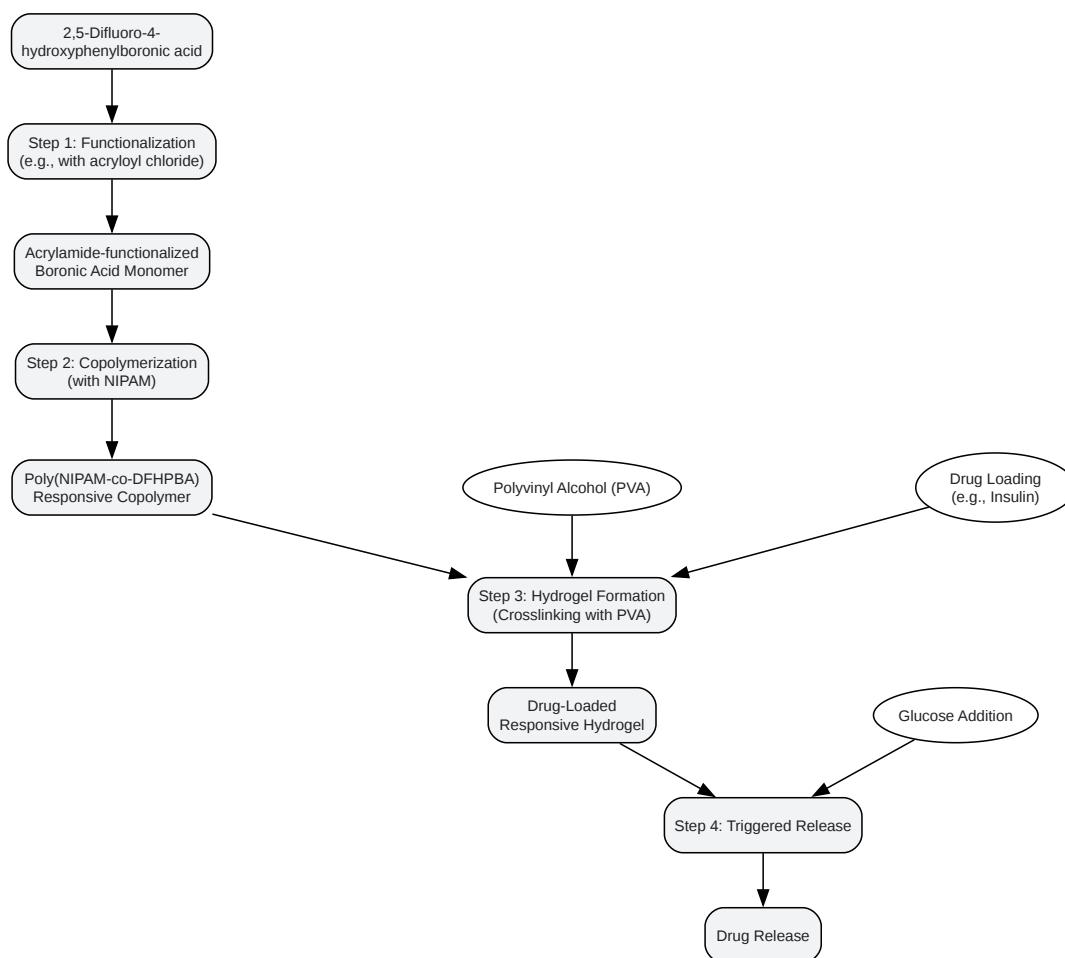 2,5-Difluoro-4-
hydroxyphenylboronic acid
Step 1: Functionalization
(e.g., with acryloyl chloride)
Acrylamide-functionalized
Boronic Acid Monomer
Step 2: Copolymerization
(with NIPAM)
Poly(NIPAM-co-DFHPBA)
Responsive Copolymer
Polyvinyl Alcohol (PVA)
Drug Loading
(e.g., Insulin)
Step 3: Hydrogel Formation
(Crosslinking with PVA)
Drug-Loaded
Responsive Hydrogel
Glucose Addition
Step 4: Triggered Release
Drug Release